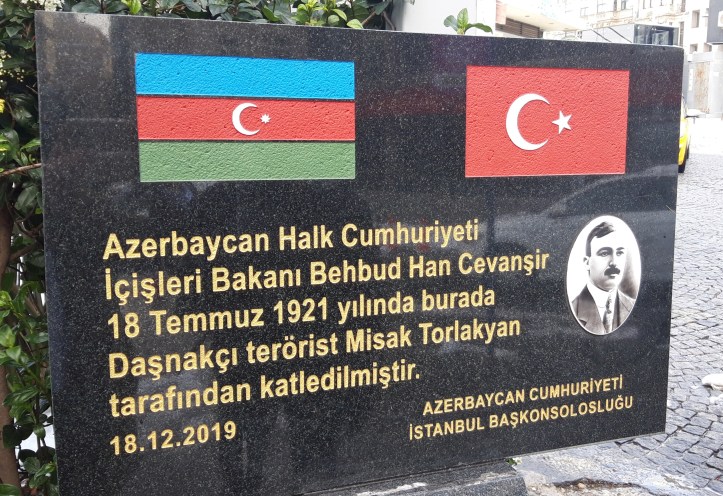 Azerbaycan Halk Cumhuriyeti
İçişleri Bakanı Behbud Han Cevanşir
18 Temmuz 1921 yılında burada
Daşnakçı terörist Misak Torlakyan
tarafından katledilmiştir.
18.12.2019
AZERBAYCAN CUMHURİYETİ
İSTANBUL BAŞKONSOLOSLUĞU